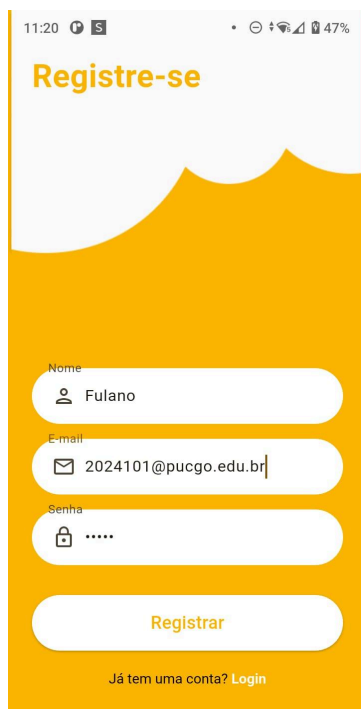 11:20 S 47%
Registre-se
Nome
Fulano
E-mail
2024101@pucgo.edu.br
Senha
•••••
Registrar
Já tem uma conta? Login